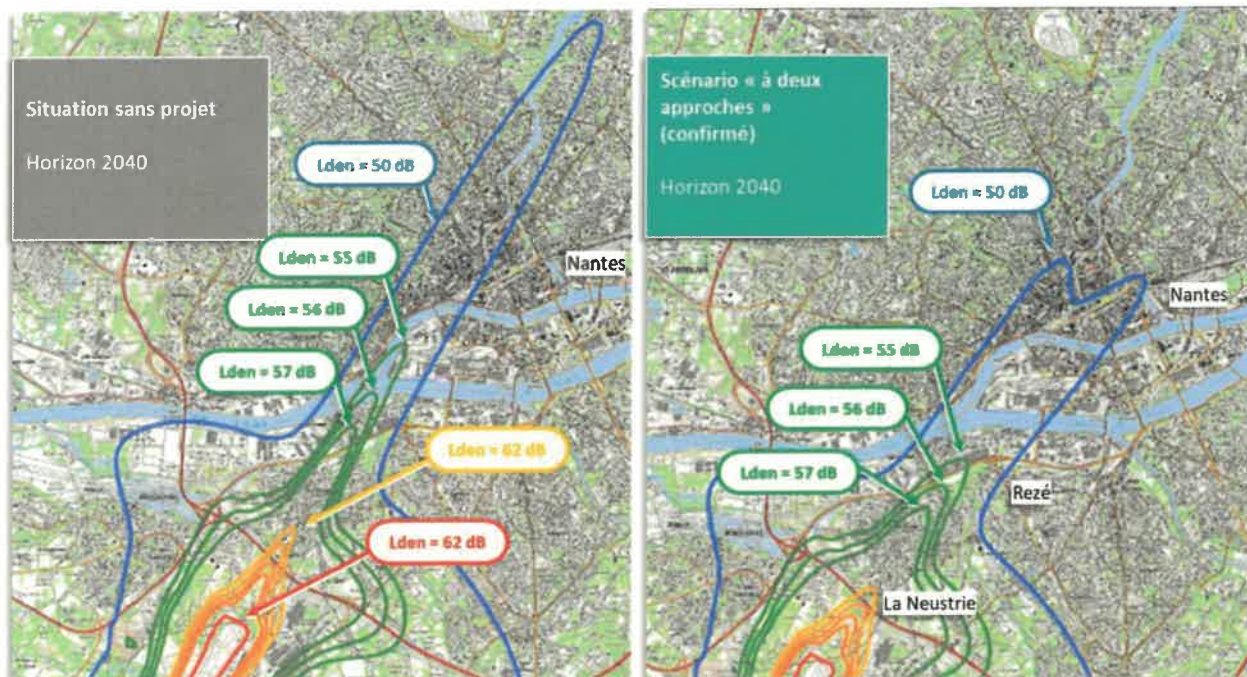 Situation sans projet
Horizon 2040
Lden = 50 dB
Lden = 55 dB
Nantes
Lden = 56 dB
Lden = 57 dB
Lden = 62 dB
Lden = 62 dB
Scénario « à deux
approches »
(confirmé)
Horizon 2040
Lden = 50 dB
Nantes
Lden = 55 dB
Lden = 56 dB
Lden = 57 dB
Rezé
La Neustrie